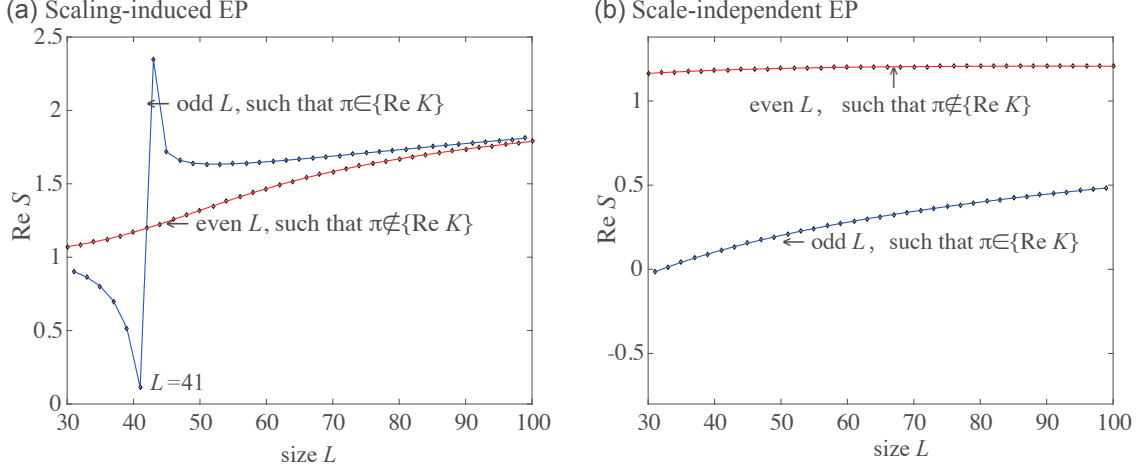 (a) Scaling-induced EP
2.5
2
1.5
1
0.5
0
Re S
odd L, such that π∈{Re K}
even L, such that π∉{Re K}
L=41
30 40 50 60 70 80 90 100
size L
(b) Scale-independent EP
1
0.5
0
-0.5
Re S
even L, such that π∉{Re K}
odd L, such that π∈{Re K}
30 40 50 60 70 80 90 100
size L